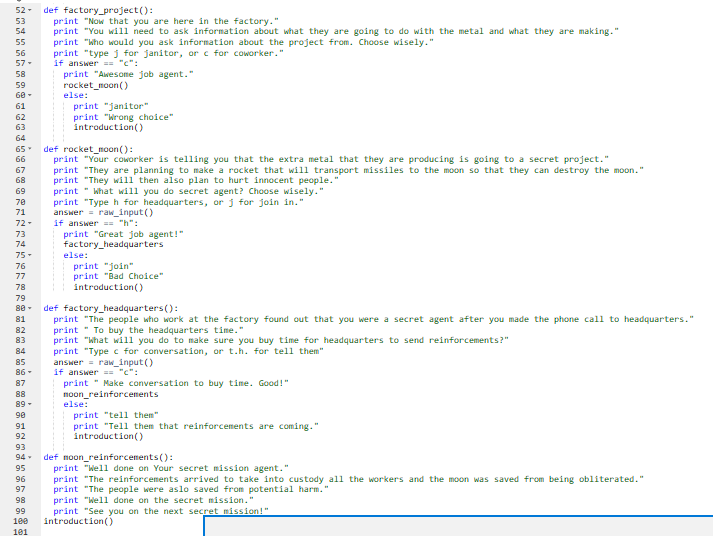 52 def factory_project():
53 print "Now that you are here in the factory."
54 print "You will need to ask information about what they are going to do with the metal and what they are making."
55 print "Who would you ask information about the project from. Choose wisely."
56 print "type j for janitor, or c for coworker."
57 if answer == "c":
58 print "Awesome job agent."
59 rocket_moon()
60 else:
61 print "janitor"
62 print "Wrong choice"
63 introduction()
64
65 def rocket_moon():
66 print "Your coworker is telling you that the extra metal that they are producing is going to a secret project."
67 print "They are planning to make a rocket that will transport missiles to the moon so that they can destroy the moon."
68 print "They will then also plan to hurt innocent people."
69 print " What will you do secret agent? Choose wisely."
70 print "Type h for headquarters, or j for join in."
71 answer = raw_input()
72 if answer == "h":
73 print "Great job agent!"
74 factory_headquarters
75 else:
76 print "join"
77 print "Bad Choice"
78 introduction()
79
80 def factory_headquarters():
81 print "The people who work at the factory found out that you were a secret agent after you made the phone call to headquarters."
82 print " To buy the headquarters time."
83 print "What will you do to make sure you buy time for headquarters to send reinforcements?"
84 print "Type c for conversation, or t.h. for tell them"
85 answer = raw_input()
86 if answer == "c":
87 print " Make conversation to buy time. Good!"
88 moon_reinforcements
89 else:
90 print "tell them"
91 print "Tell them that reinforcements are coming."
92 introduction()
93
94 def moon_reinforcements():
95 print "Well done on Your secret mission agent."
96 print "The reinforcements arrived to take into custody all the workers and the moon was saved from being obliterated."
97 print "The people were aslo saved from potential harm."
98 print "Well done on the secret mission."
99 print "See you on the next secret mission!"
100 introduction()
101